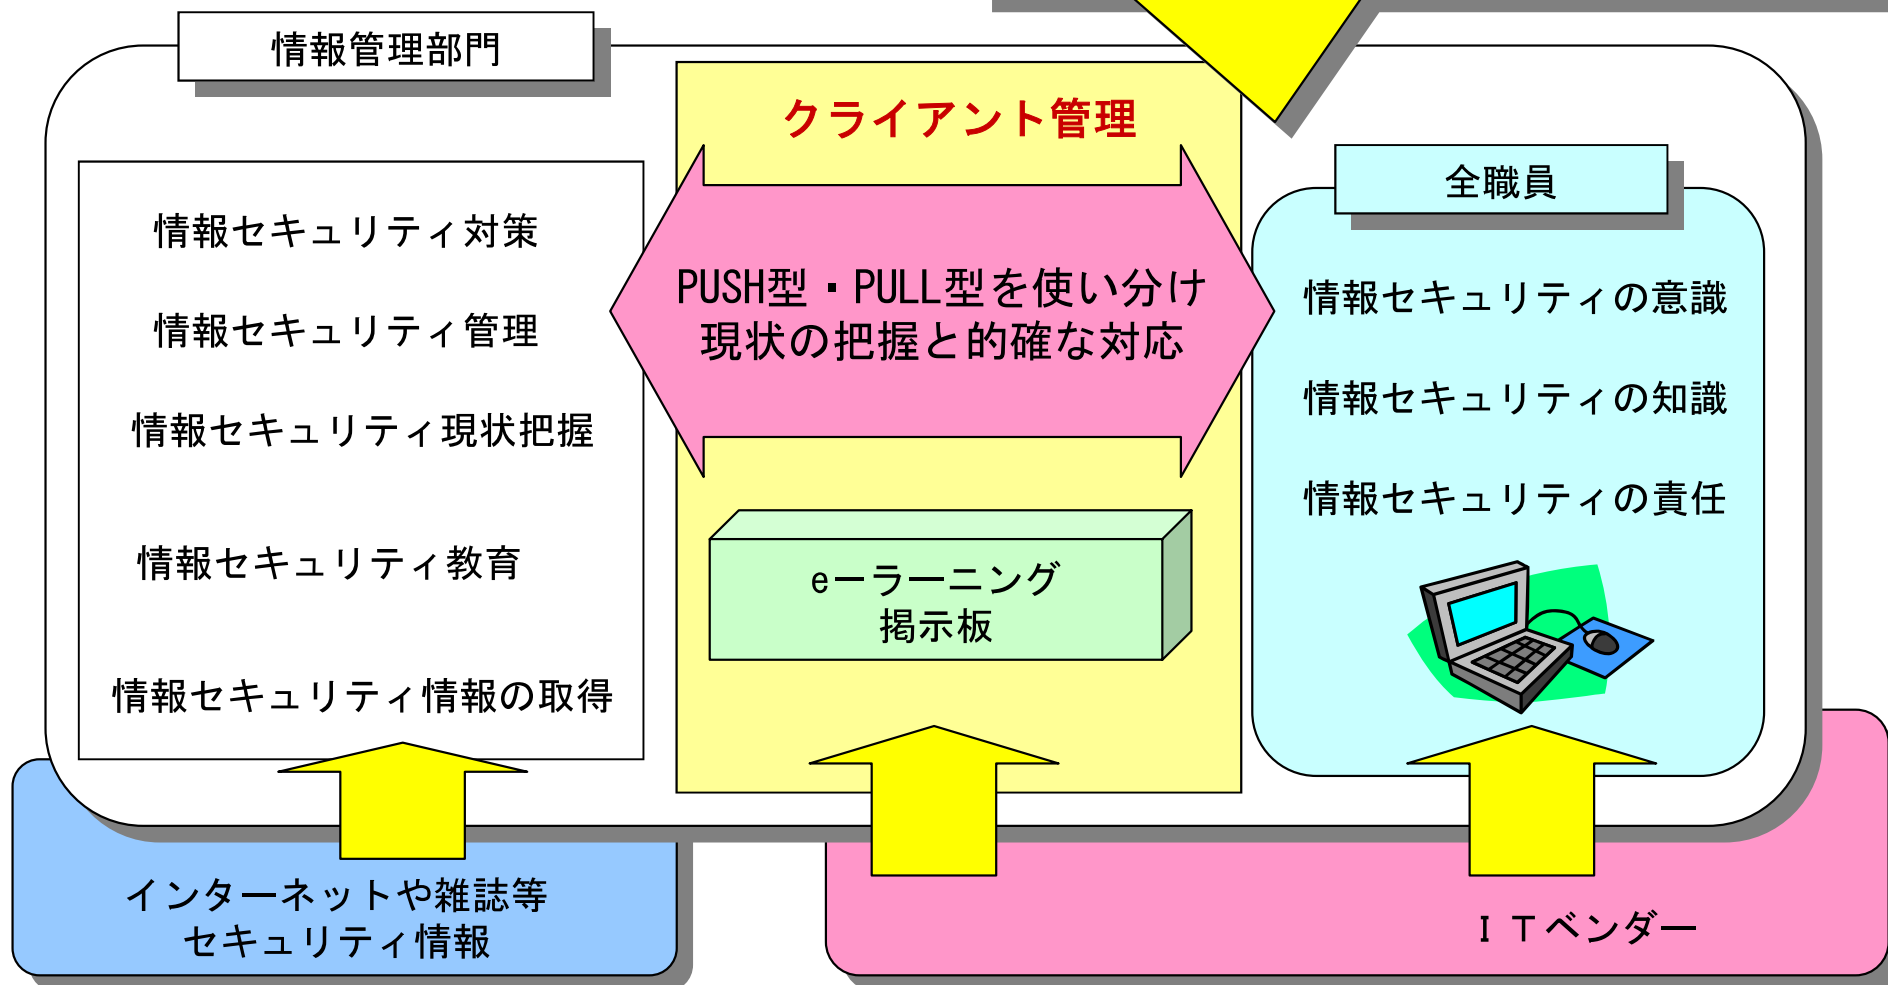 情報管理部門
クライアント管理
全職員
情報セキュリティ対策
情報セキュリティ管理
情報セキュリティ現状把握
情報セキュリティ教育
情報セキュリティ情報の取得
PUSH型・PULL型を使い分け
現状の把握と的確な対応
eーラーニング
掲示板
情報セキュリティの意識
情報セキュリティの知識
情報セキュリティの責任
インターネットや雑誌等
セキュリティ情報
ＩＴベンダー